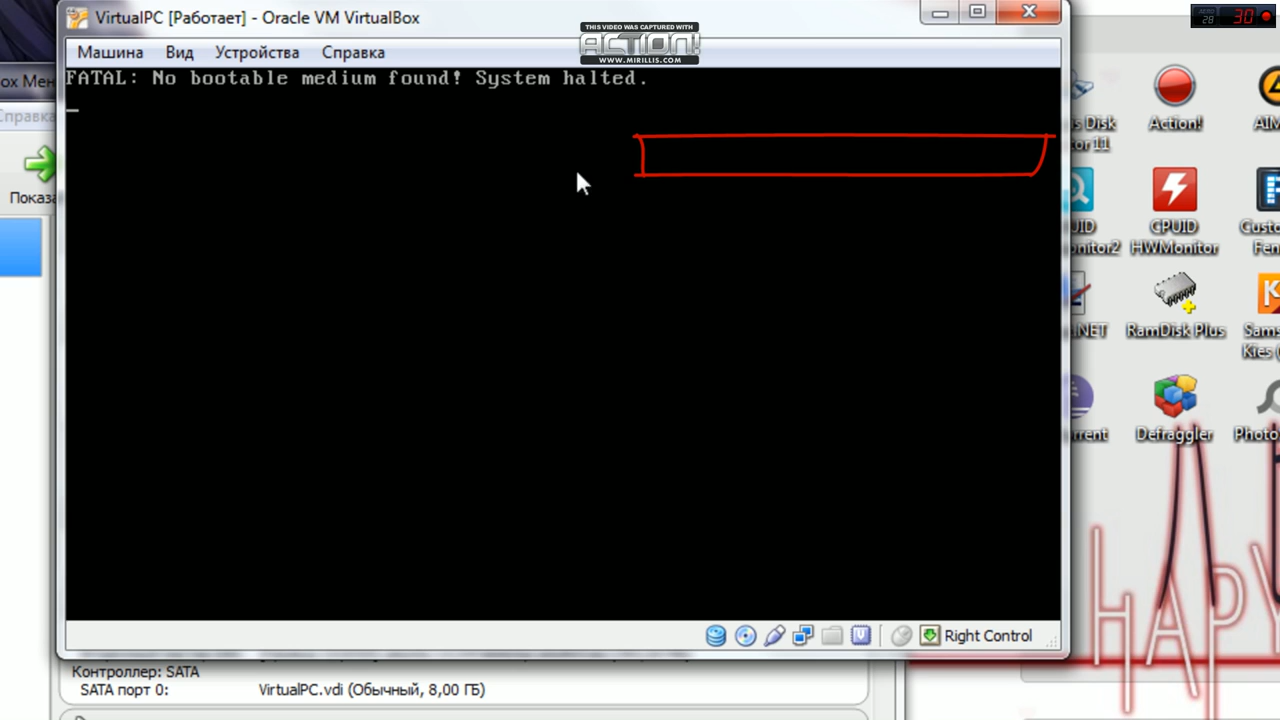 VirtualPC [Работает] - Oracle VM VirtualBox
THIS VIDEO WAS CAPTURED WITH
ACTION!
WWW.MIRILLIS.COM
28 30
Машина Вид Устройства Справка
FATAL: No bootable medium found! System halted.
Action!
HWMonitor
CPUID
RamDisk Plus
Defraggler
Right Control
Контроллер: SATA
SATA порт 0: VirtualPC.vdi (Обычный, 8,00 ГБ)